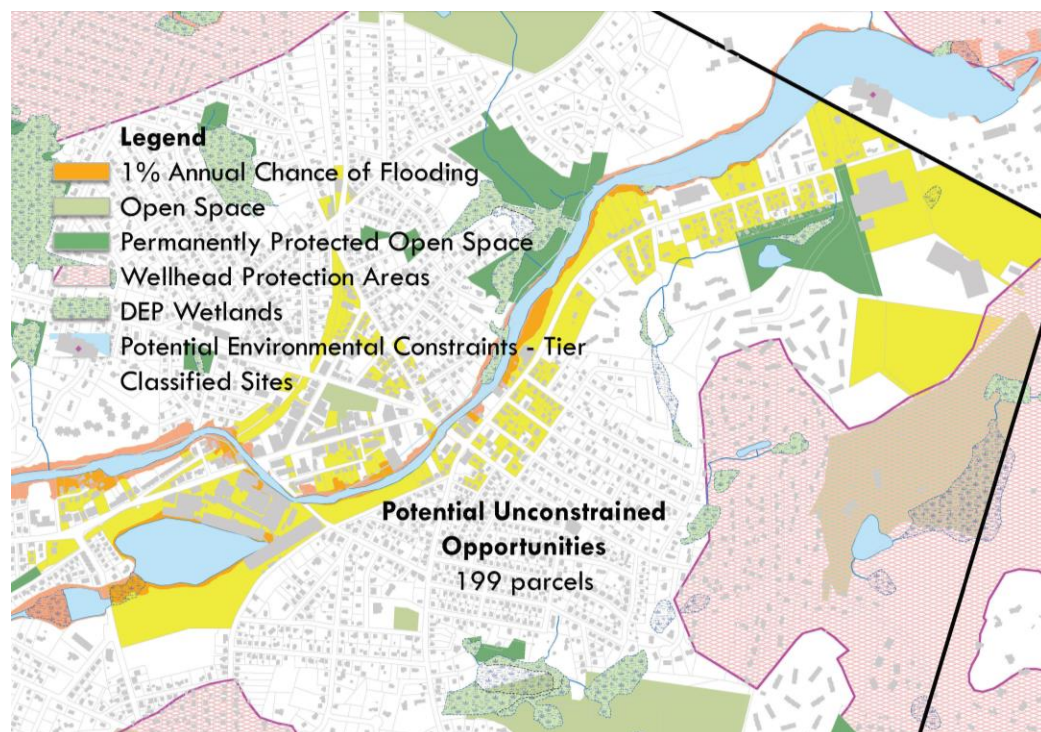 Legend
1% Annual Chance of Flooding
Open Space
Permanently Protected Open Space
Wellhead Protection Areas
DEP Wetlands
Potential Environmental Constraints - Tier
Classified Sites
Potential Unconstrained
Opportunities
199 parcels